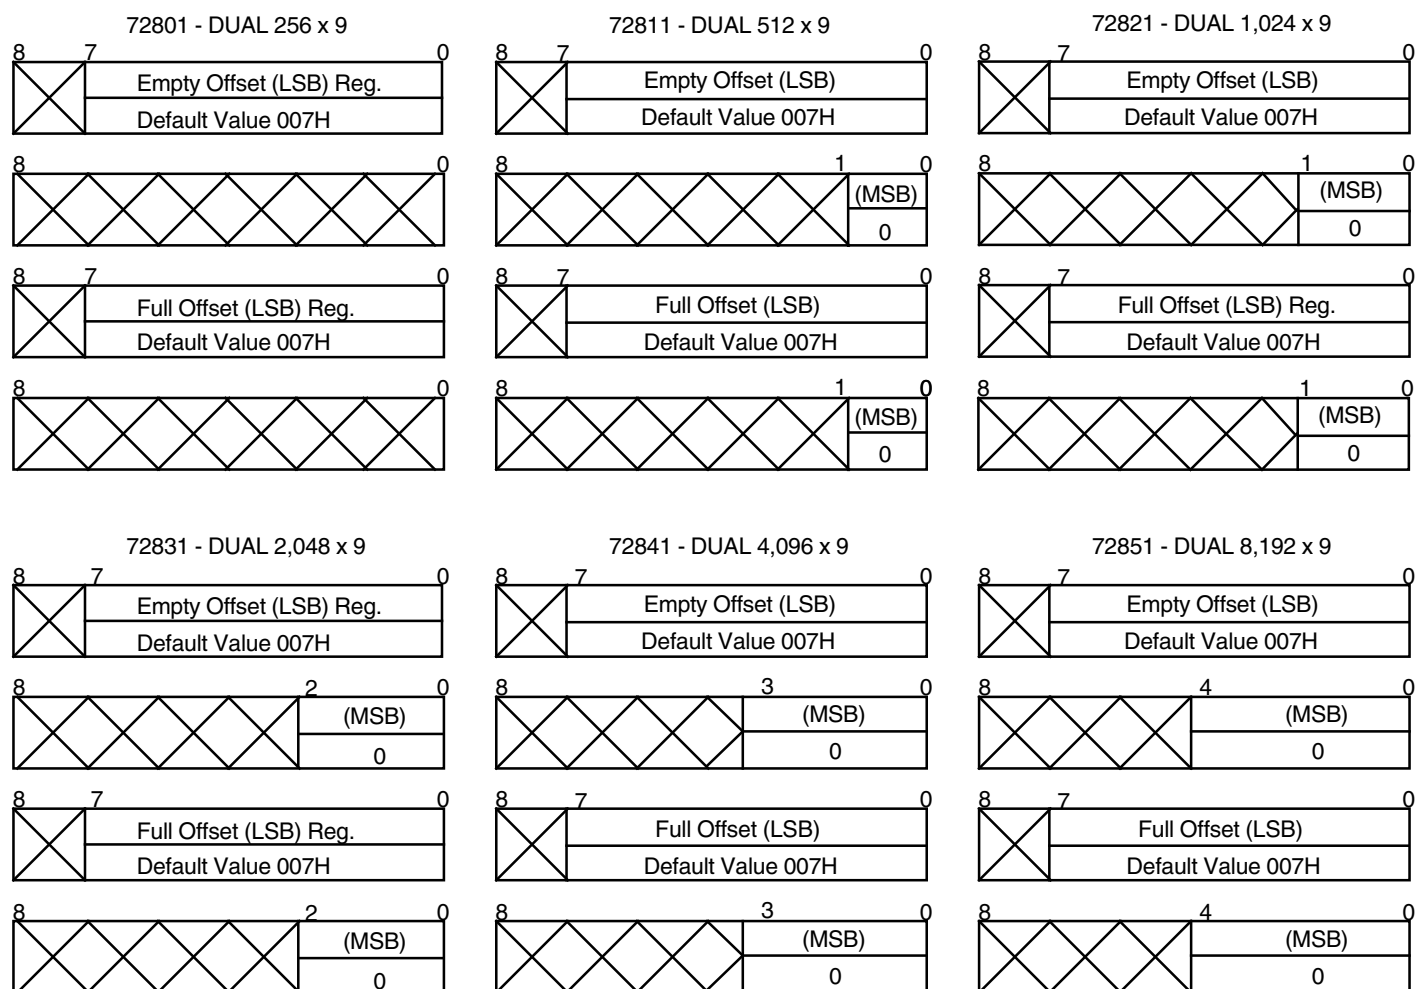 72801 - DUAL 256 x 9
8 7 0
Empty Offset (LSB) Reg.
Default Value 007H
8 0
8 7 0
Full Offset (LSB) Reg.
Default Value 007H
8 0
72811 - DUAL 512 x 9
8 7 0
Empty Offset (LSB)
Default Value 007H
8 1 0
(MSB)
0
8 7 0
Full Offset (LSB)
Default Value 007H
8 1 0
(MSB)
0
72821 - DUAL 1,024 x 9
8 7 0
Empty Offset (LSB)
Default Value 007H
8 1 0
(MSB)
0
8 7 0
Full Offset (LSB) Reg.
Default Value 007H
8 1 0
(MSB)
0
72831 - DUAL 2,048 x 9
8 7 0
Empty Offset (LSB) Reg.
Default Value 007H
8 2 0
(MSB)
0
8 7 0
Full Offset (LSB) Reg.
Default Value 007H
8 2 0
(MSB)
0
72841 - DUAL 4,096 x 9
8 7 0
Empty Offset (LSB)
Default Value 007H
8 3 0
(MSB)
0
8 7 0
Full Offset (LSB)
Default Value 007H
8 3 0
(MSB)
0
72851 - DUAL 8,192 x 9
8 7 0
Empty Offset (LSB)
Default Value 007H
8 4 0
(MSB)
0
8 7 0
Full Offset (LSB)
Default Value 007H
8 4 0
(MSB)
0